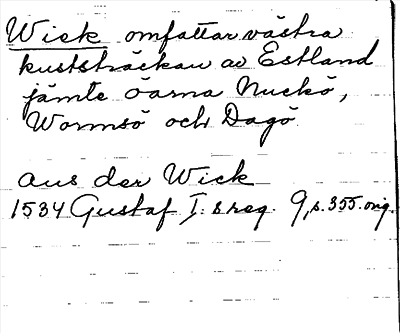 Wick omfattar västra
kuststräckan av Estland
jämte öarna Nuckö,
Wormsö och Dagö.
aus der Wick
1534 Gustaf I:s reg. 9, s. 355. orig.